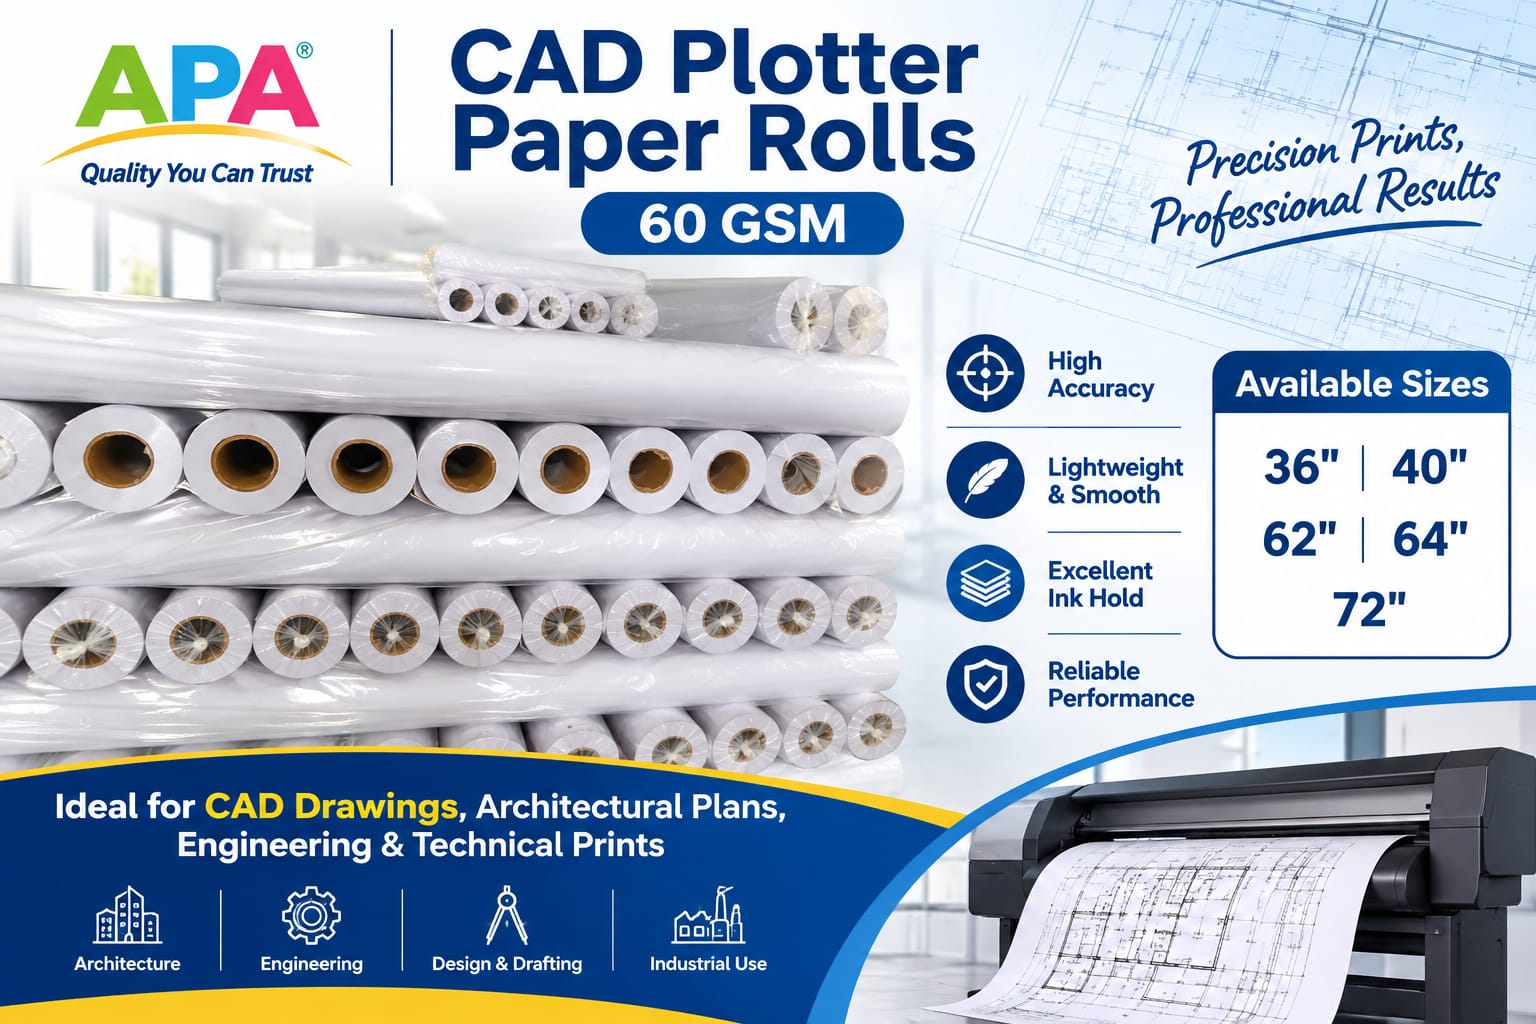 APA®
Quality You Can Trust
CAD Plotter
Paper Rolls
60 GSM
Precision Prints,
Professional Results
High
Accuracy
Lightweight
& Smooth
Excellent
Ink Hold
Reliable
Performance
Available Sizes
36" | 40"
62" | 64"
72"
Ideal for CAD Drawings, Architectural Plans,
Engineering & Technical Prints
Architecture
Engineering
Design & Drafting
Industrial Use